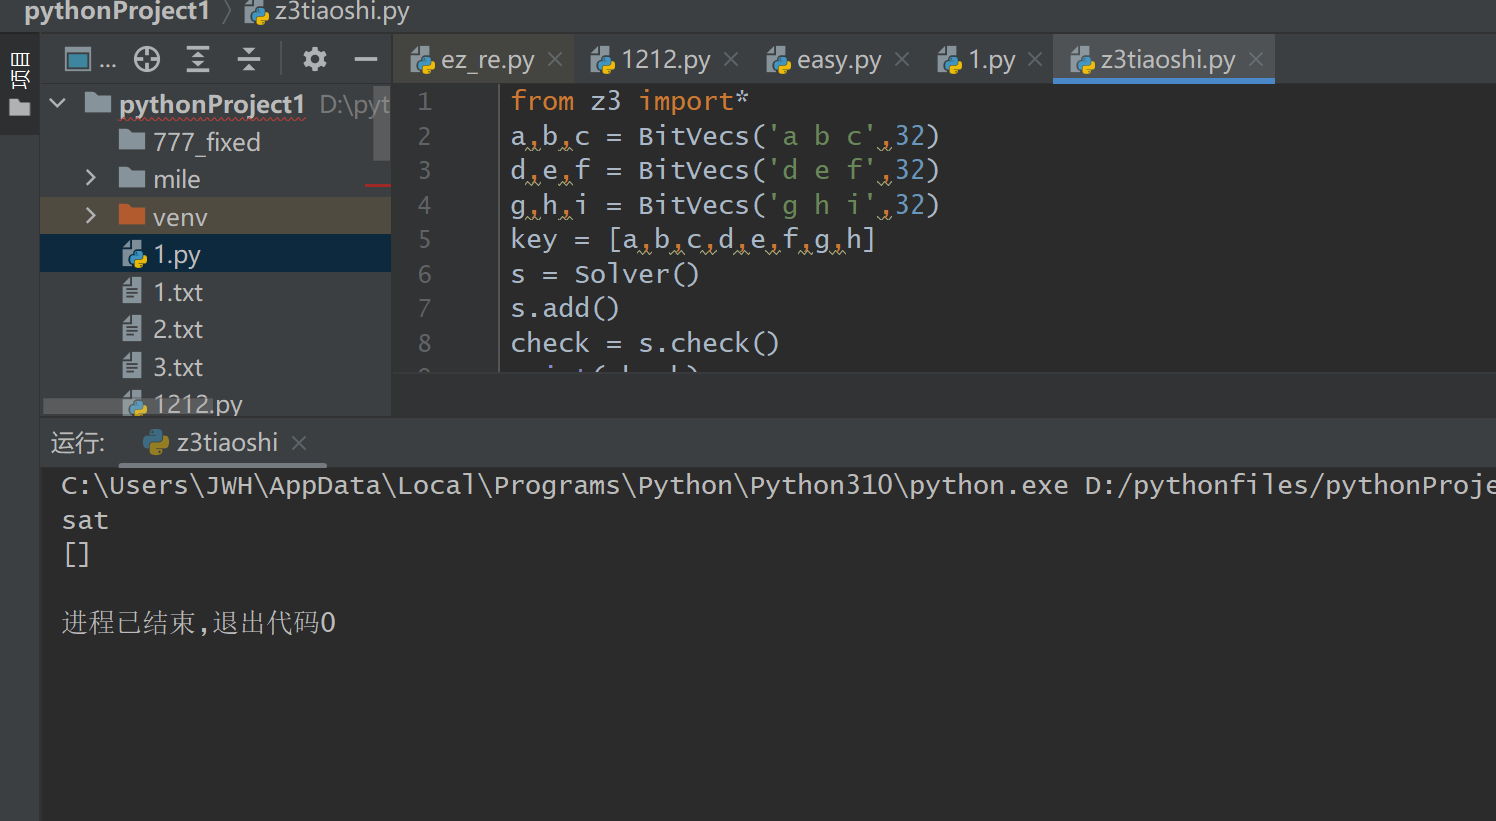 pythonProject1 z3tiaoshi.py
项目
...
ez_re.py 1212.py easy.py 1.py z3tiaoshi.py
pythonProject1 D:\pyt
777_fixed
mile
venv
1.py
1.txt
2.txt
3.txt
1212.py
1 from z3 import*
2 a,b,c = BitVecs('a b c',32)
3 d,e,f = BitVecs('d e f',32)
4 g,h,i = BitVecs('g h i',32)
5 key = [a,b,c,d,e,f,g,h]
6 s = Solver()
7 s.add()
8 check = s.check()
运行: z3tiaoshi
C:\Users\JWH\AppData\Local\Programs\Python\Python310\python.exe D:/pythonfiles/pythonProje
sat
[]
进程已结束,退出代码0